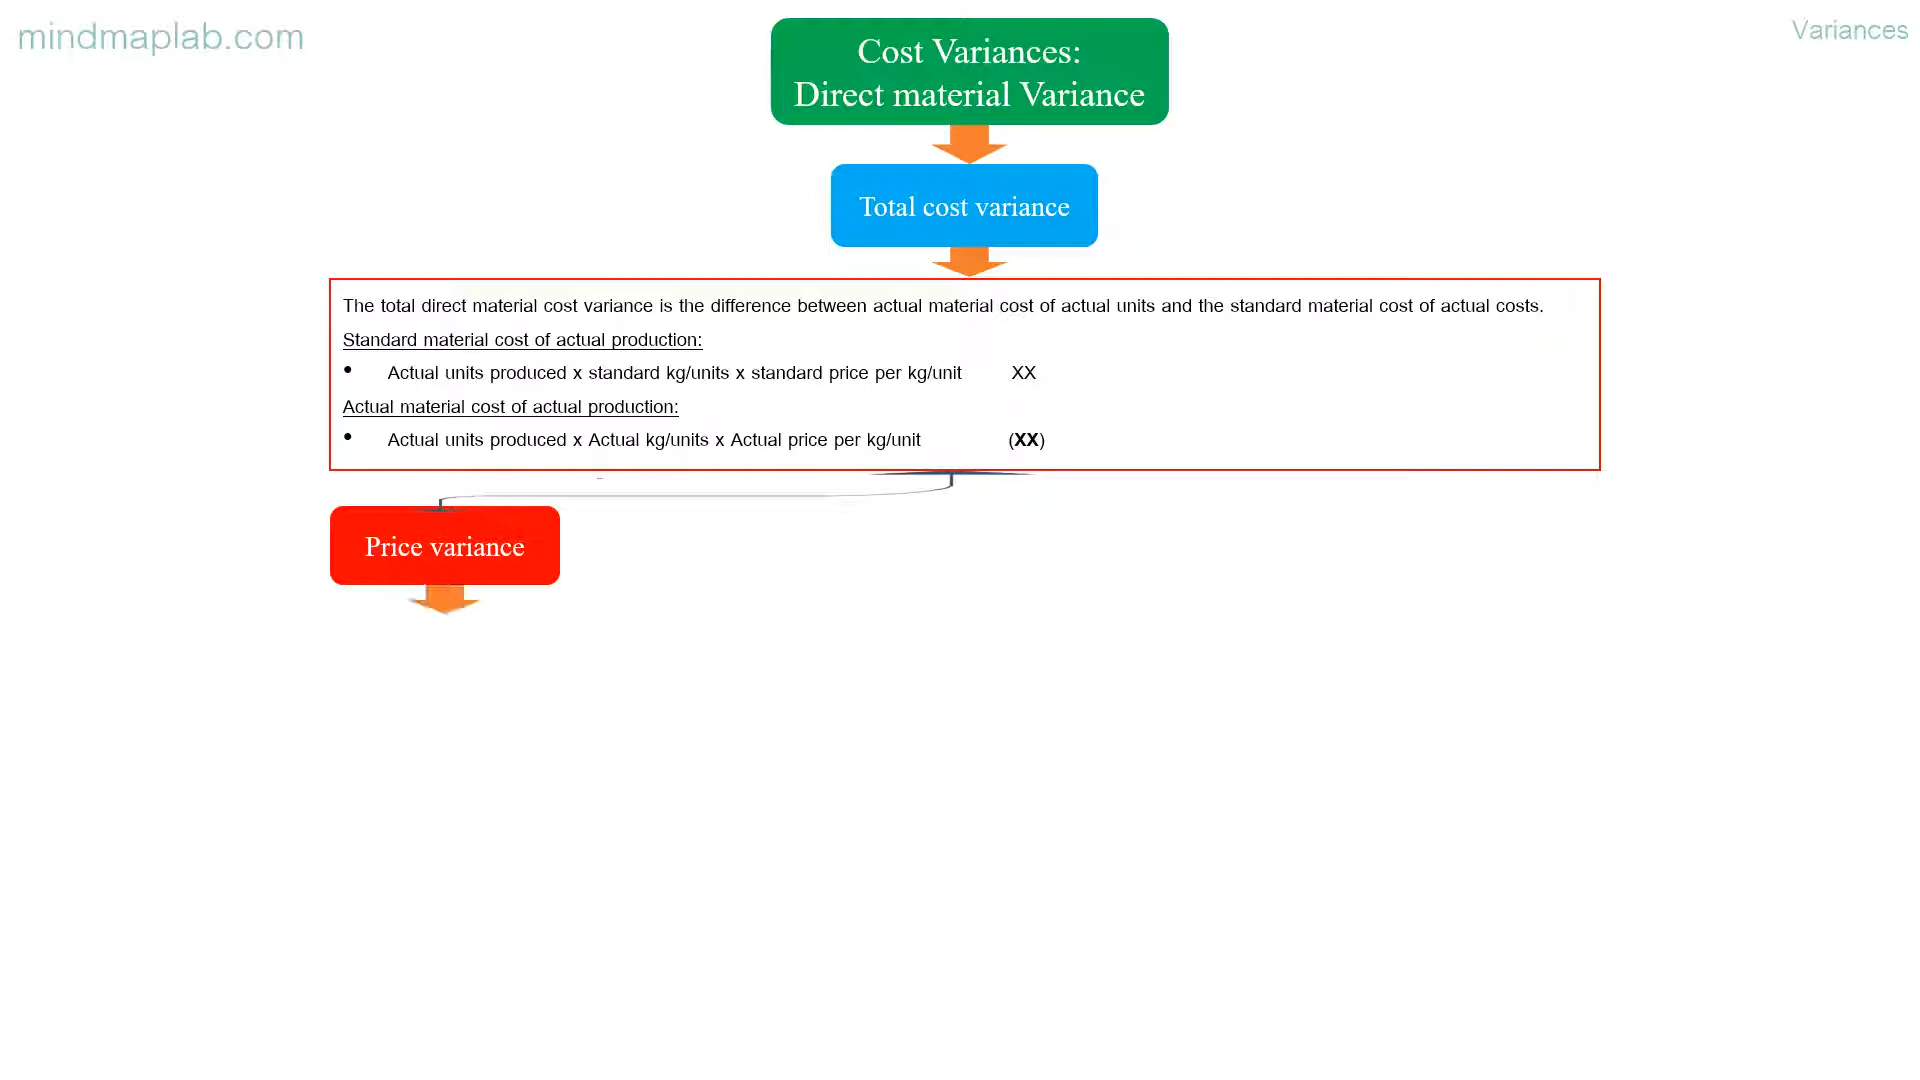 mindmaplab.com
Variances
Cost Variances:
Direct material Variance
Total cost variance
The total direct material cost variance is the difference between actual material cost of actual units and the standard material cost of actual costs.
Standard material cost of actual production:
• Actual units produced x standard kg/units x standard price per kg/unit XX
Actual material cost of actual production:
• Actual units produced x Actual kg/units x Actual price per kg/unit (XX)
Price variance